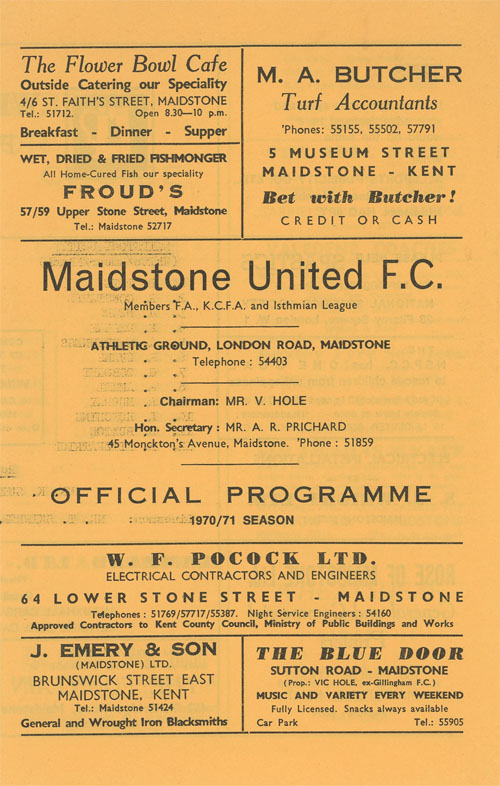 The Flower Bowl Cafe
Outside Catering our Speciality
4/6 ST. FAITH'S STREET, MAIDSTONE
Tel.: 51712. Open 8.30—10 p.m.
Breakfast - Dinner - Supper
WET, DRIED & FRIED FISHMONGER
All Home-Cured Fish our speciality
FROUD'S
57/59 Upper Stone Street, Maidstone
Tel.: Maidstone 52717
M. A. BUTCHER
Turf Accountants
'Phones: 55155, 55502, 57791
5 MUSEUM STREET
MAIDSTONE - KENT
Bet with Butcher!
CREDIT OR CASH
Maidstone United F.C.
Members F.A., K.C.F.A. and Isthmian League
ATHLETIC GROUND, LONDON ROAD, MAIDSTONE
Telephone : 54403
Chairman: MR. V. HOLE
Hon. Secretary : MR. A. R. PRICHARD
45 Monckton's Avenue, Maidstone. 'Phone : 51859
OFFICIAL PROGRAMME
1970/71 SEASON
W. F. POCOCK LTD.
ELECTRICAL CONTRACTORS AND ENGINEERS
64 LOWER STONE STREET - MAIDSTONE
Telephones : 51769/57717/55387. Night Service Engineers : 54160
Approved Contractors to Kent County Council, Ministry of Public Buildings and Works
J. EMERY & SON
(MAIDSTONE) LTD.
BRUNSWICK STREET EAST
MAIDSTONE, KENT
Tel.: Maidstone 51424
General and Wrought Iron Blacksmiths
THE BLUE DOOR
SUTTON ROAD - MAIDSTONE
(Prop.: VIC HOLE, ex-Gillingham F.C.)
MUSIC AND VARIETY EVERY WEEKEND
Fully Licensed. Snacks always available
Car Park Tel.: 55905